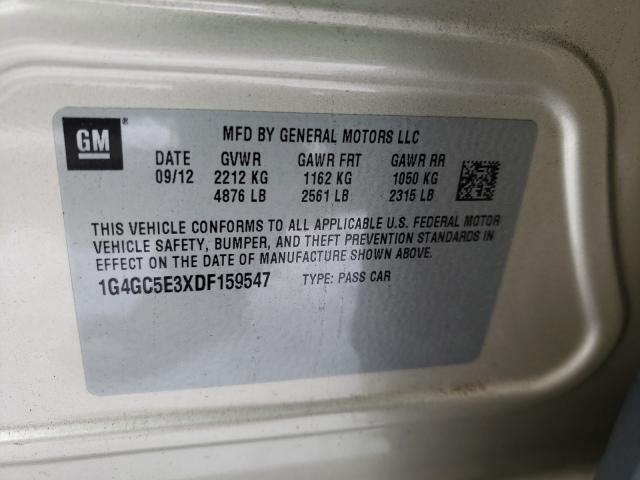 GM ®
MFD BY GENERAL MOTORS LLC
DATE GVWR GAWR FRT GAWR RR
09/12 2212 KG 1162 KG 1050 KG
4876 LB 2561 LB 2315 LB
THIS VEHICLE CONFORMS TO ALL APPLICABLE U.S. FEDERAL MOTOR
VEHICLE SAFETY, BUMPER, AND THEFT PREVENTION STANDARDS IN
EFFECT ON THE DATE OF MANUFACTURE SHOWN ABOVE.
1G4GC5E3XDF159547 TYPE: PASS CAR